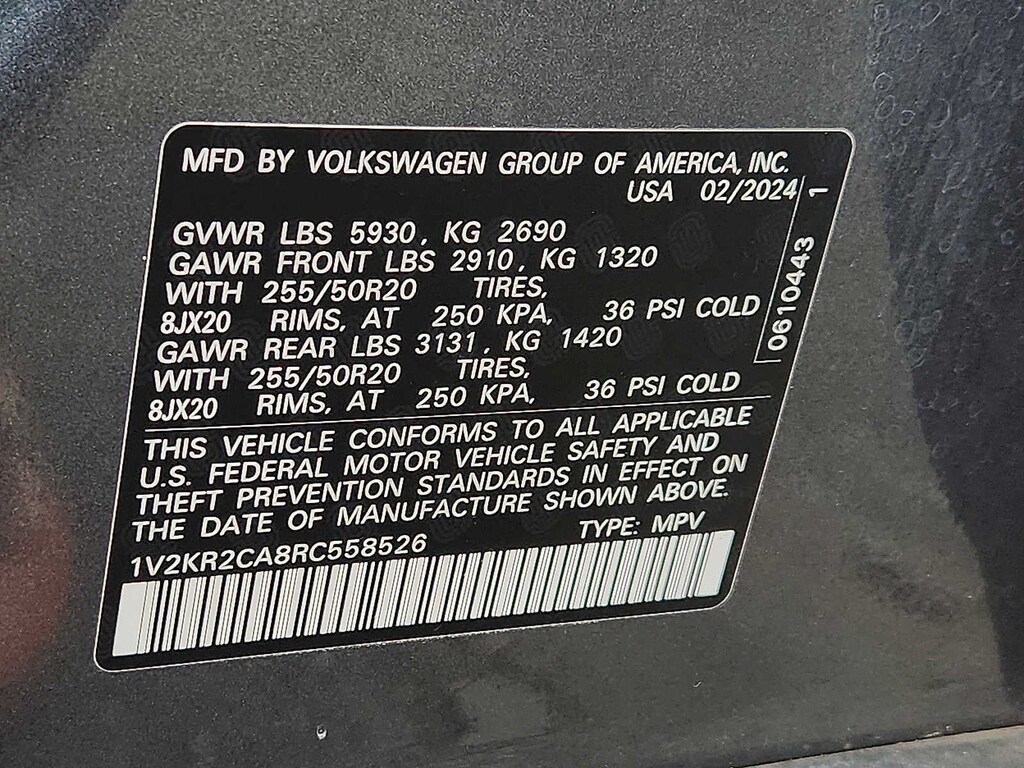 MFD BY VOLKSWAGEN GROUP OF AMERICA, INC.
USA 02/2024
GVWR LBS 5930, KG 2690
GAWR FRONT LBS 2910, KG 1320
WITH 255/50R20 TIRES,
8JX20 RIMS, AT 250 KPA, 36 PSI COLD
GAWR REAR LBS 3131, KG 1420
WITH 255/50R20 TIRES,
8JX20 RIMS, AT 250 KPA, 36 PSI COLD
0610443 1
THIS VEHICLE CONFORMS TO ALL APPLICABLE
U.S. FEDERAL MOTOR VEHICLE SAFETY AND
THEFT PREVENTION STANDARDS IN EFFECT ON
THE DATE OF MANUFACTURE SHOWN ABOVE.
1V2KR2CA8RC558526 TYPE: MPV